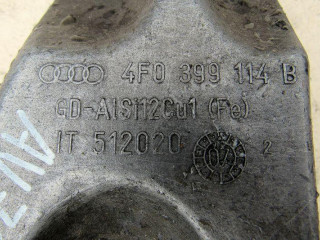 4F0 399 114 B
GD-AlSi12Cu1 (Fe)
IT 512020 2